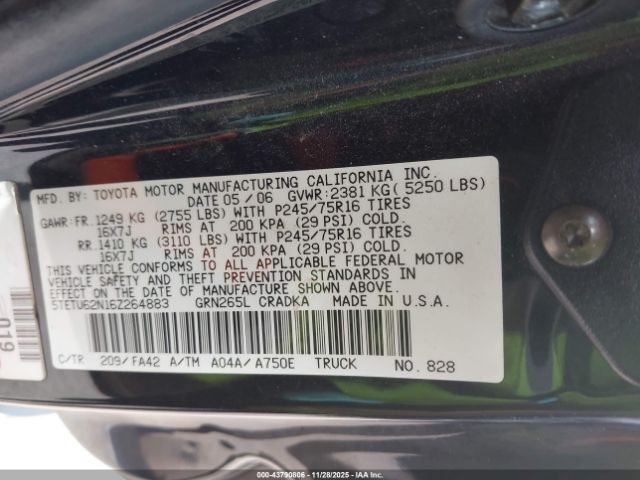 MFD. BY: TOYOTA MOTOR MANUFACTURING CALIFORNIA INC.
DATE 05/06 GVWR:2381 KG( 5250 LBS)
GAWR: FR. 1249 KG (2755 LBS) WITH P245/75R16 TIRES
16X7J RIMS AT 200 KPA (29 PSI) COLD.
RR. 1410 KG (3110 LBS) WITH P245/75R16 TIRES
16X7J RIMS AT 200 KPA (29 PSI) COLD.
THIS VEHICLE CONFORMS TO ALL APPLICABLE FEDERAL MOTOR
VEHICLE SAFETY AND THEFT PREVENTION STANDARDS IN
EFFECT ON THE DATE OF MANUFACTURE SHOWN ABOVE.
5TETU62N16Z264883 GRN265L CRADKA MADE IN U.S.A.
C/TR 209/FA42 A/TM A04A/A750E TRUCK NO. 828
019
000-43790806 - 11/28/2025 - IAA Inc.